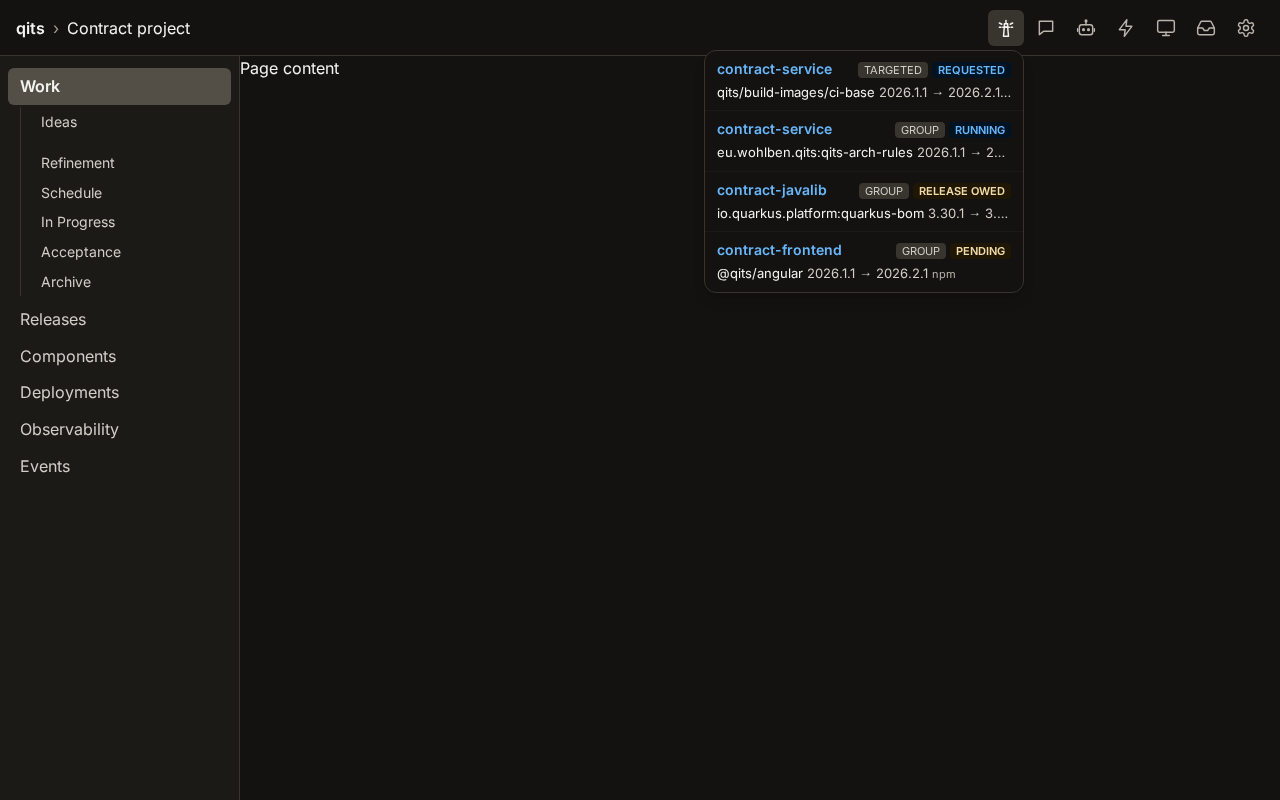 qits › Contract project
Work
Ideas
Refinement
Schedule
In Progress
Acceptance
Archive
Releases
Components
Deployments
Observability
Events
Page content
contract-service TARGETED REQUESTED
qits/build-images/ci-base 2026.1.1 → 2026.2.1…
contract-service GROUP RUNNING
eu.wohlben.qits:qits-arch-rules 2026.1.1 → 2…
contract-javalib GROUP RELEASE OWED
io.quarkus.platform:quarkus-bom 3.30.1 → 3.…
contract-frontend GROUP PENDING
@qits/angular 2026.1.1 → 2026.2.1 npm